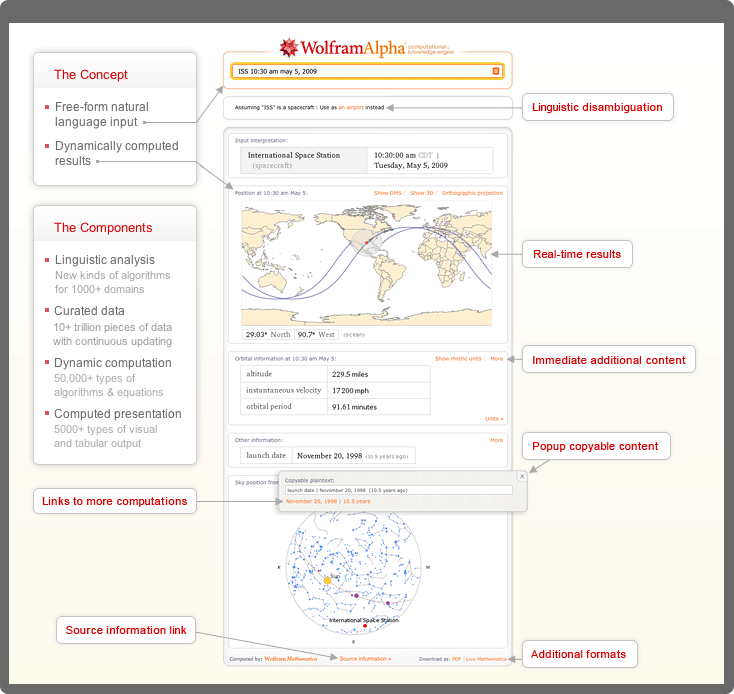 WolframAlpha computational... knowledge engine
The Concept
Free-form natural
language input
Dynamically computed
results
The Components
Linguistic analysis
New kinds of algorithms
for 1000+ domains
Curated data
10+ trillion pieces of data
with continuous updating
Dynamic computation
50,000+ types of
algorithms & equations
Computed presentation
5000+ types of visual
and tabular output
Links to more computations
Source information link
ISS 10:30 am may 5, 2009
Assuming "ISS" is a spacecraft | Use as an airport instead
Linguistic disambiguation
Input interpretation:
International Space Station
(spacecraft)
10:30:00 am CDT |
Tuesday, May 5, 2009
Position at 10:30 am May 5:
Show DMS | Show 3D | Orthographic projection
Real-time results
29.03° North 90.7° West (ocean)
Orbital information at 10:30 am May 5:
Show metric units | More
Immediate additional content
altitude 229.5 miles
instantaneous velocity 17200 mph
orbital period 91.61 minutes
Units »
Other information:
More
launch date November 20, 1998 (10.5 years ago)
Popup copyable content
Sky position from
Copyable plaintext:
launch date | November 20, 1998 (10.5 years ago)
November 20, 1998 | 10.5 years
E
W
Sun
International Space Station
S
Computed by: Wolfram Mathematica
Source information »
Download as: PDF | Live Mathematica
Additional formats